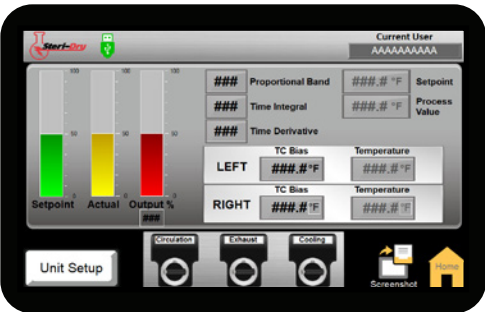 Steri-Dry
Current User
AAAAAAAAAA
100 100 100
### Proportional Band ###.# °F Setpoint
### Time Integral ###.# °F Process Value
### Time Derivative
50 50 50
TC Bias Temperature
LEFT ###.# °F ###.# °F
TC Bias Temperature
RIGHT ###.# °F ###.# °F
0 0 0
Setpoint Actual Output %
###
Circulation Exhaust Cooling
Unit Setup
Screenshot
Home